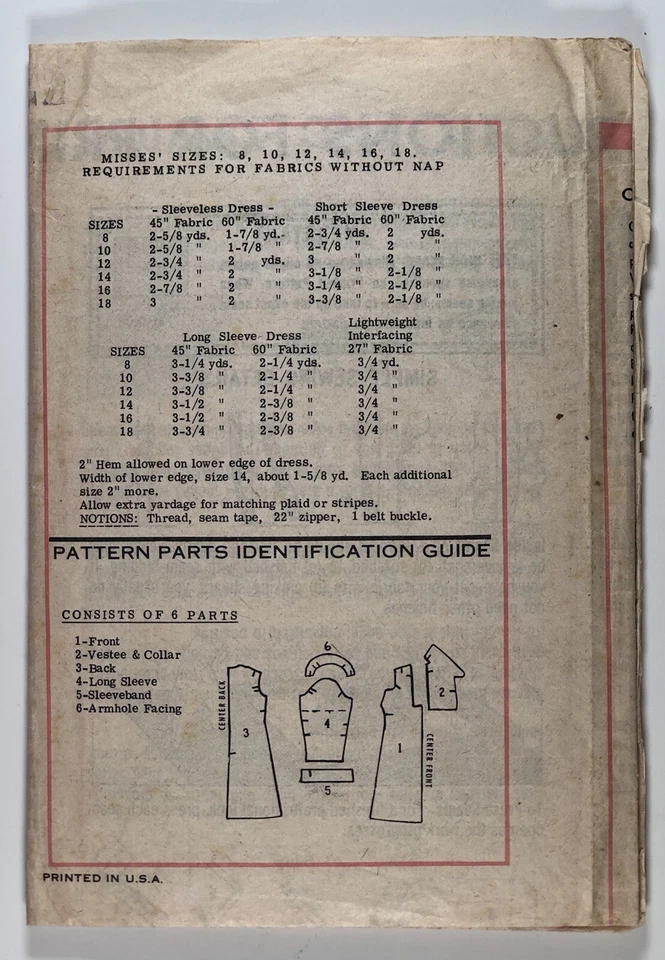 MISSES' SIZES: 8, 10, 12, 14, 16, 18.
REQUIREMENTS FOR FABRICS WITHOUT NAP
- Sleeveless Dress - Short Sleeve Dress
SIZES 45" Fabric 60" Fabric 45" Fabric 60" Fabric
8 2-5/8 yds. 1-7/8 yd. 2-3/4 yds. 2 yds.
10 2-5/8 " 1-7/8 " 2-7/8 " 2 "
12 2-3/4 " 2 yds. 3 " 2 "
14 2-3/4 " 2 " 3-1/8 " 2-1/8 "
16 2-7/8 " 2 " 3-1/4 " 2-1/8 "
18 3 " 2 " 3-3/8 " 2-1/8 "
Lightweight
Long Sleeve Dress Interfacing
SIZES 45" Fabric 60" Fabric 27" Fabric
8 3-1/4 yds. 2-1/4 yds. 3/4 yd.
10 3-3/8 " 2-1/4 " 3/4 "
12 3-3/8 " 2-1/4 " 3/4 "
14 3-1/2 " 2-3/8 " 3/4 "
16 3-1/2 " 2-3/8 " 3/4 "
18 3-3/4 " 2-3/8 " 3/4 "
2" Hem allowed on lower edge of dress.
Width of lower edge, size 14, about 1-5/8 yd. Each additional
size 2" more.
Allow extra yardage for matching plaid or stripes.
NOTIONS: Thread, seam tape, 22" zipper, 1 belt buckle.
PATTERN PARTS IDENTIFICATION GUIDE
CONSISTS OF 6 PARTS
1-Front
2-Vestee & Collar
3-Back
4-Long Sleeve
5-Sleeveband
6-Armhole Facing
CENTER BACK
3
6
4
5
1
2
CENTER FRONT
PRINTED IN U.S.A.